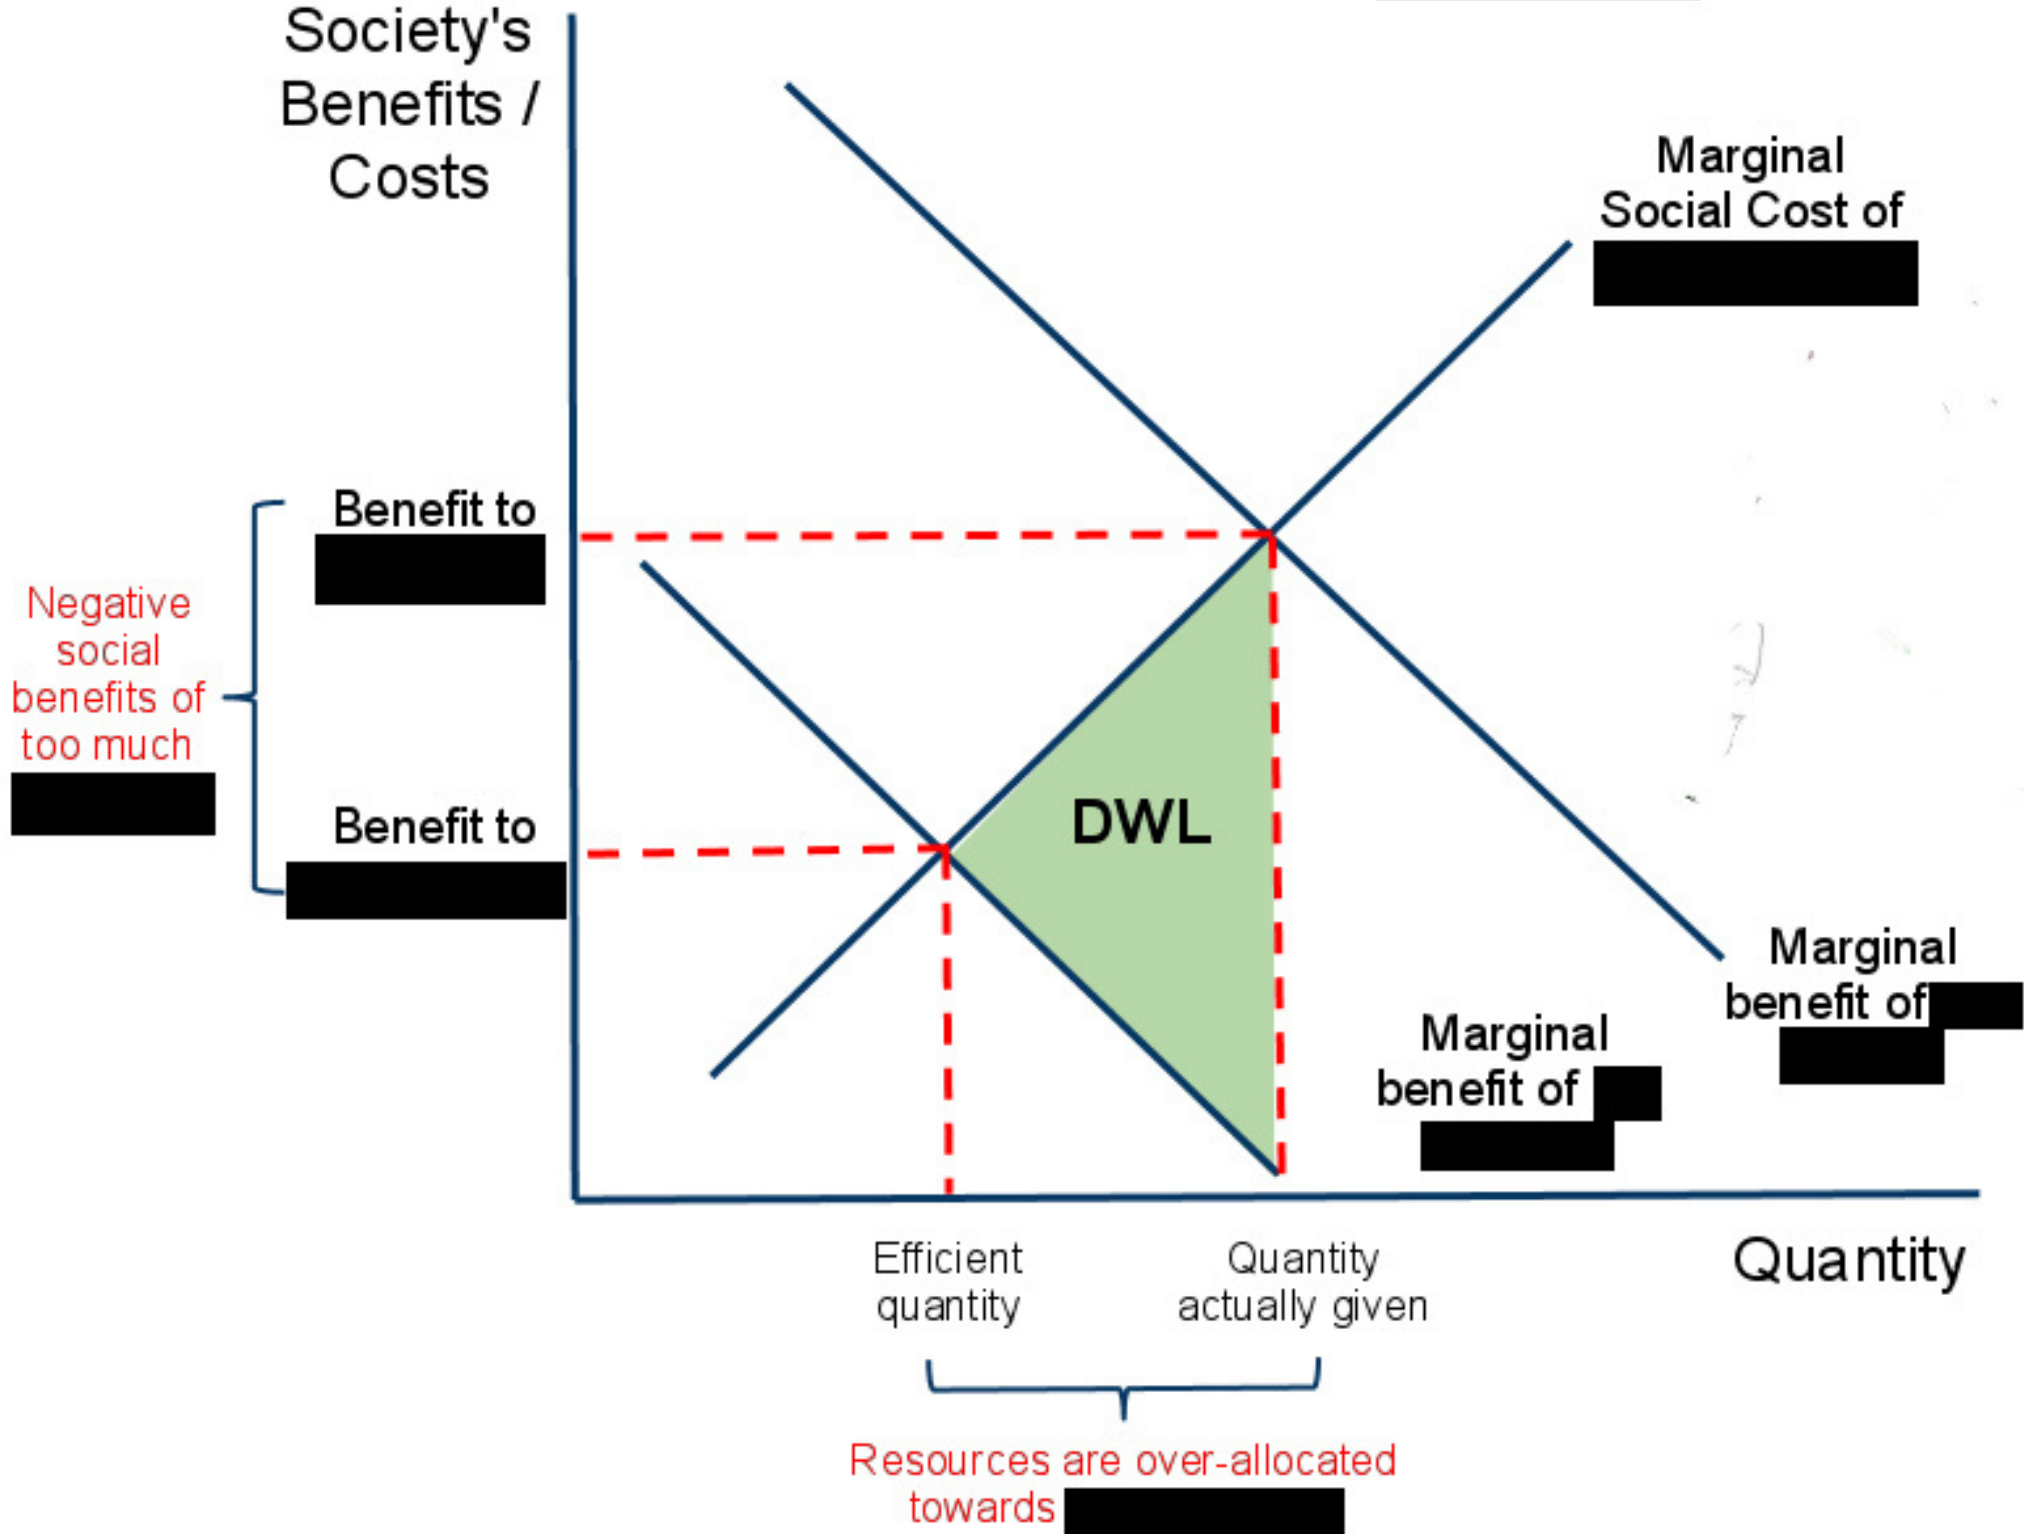 Society's
Benefits /
Costs
Marginal
Social Cost of
Benefit to
Negative
social
benefits of
too much
Benefit to
DWL
Marginal
benefit of
Marginal
benefit of
Efficient
quantity
Quantity
actually given
Quantity
Resources are over-allocated
towards